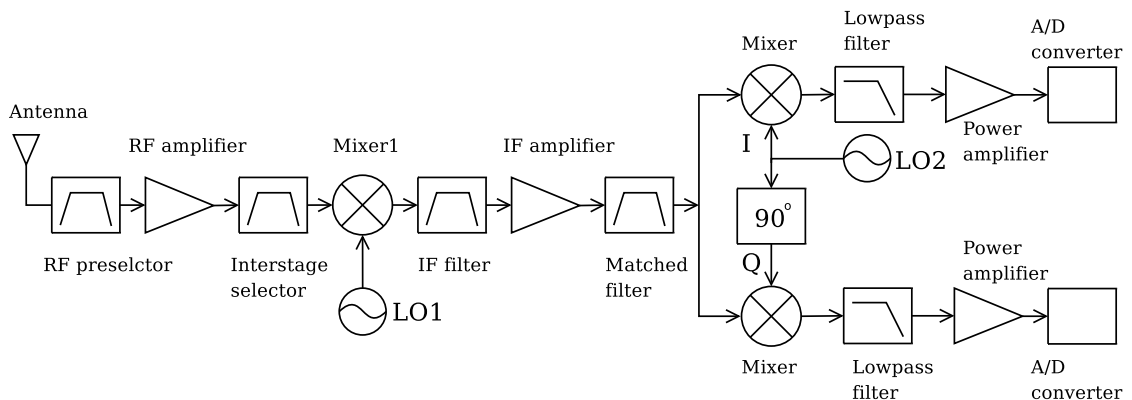 Antenna
RF amplifier
Mixer1
IF amplifier
RF preselctor
Interstage
selector
LO1
IF filter
Matched
filter
Mixer
Lowpass
filter
A/D
converter
Power
amplifier
I
LO2
90°
Q
Power
amplifier
Mixer
Lowpass
filter
A/D
converter